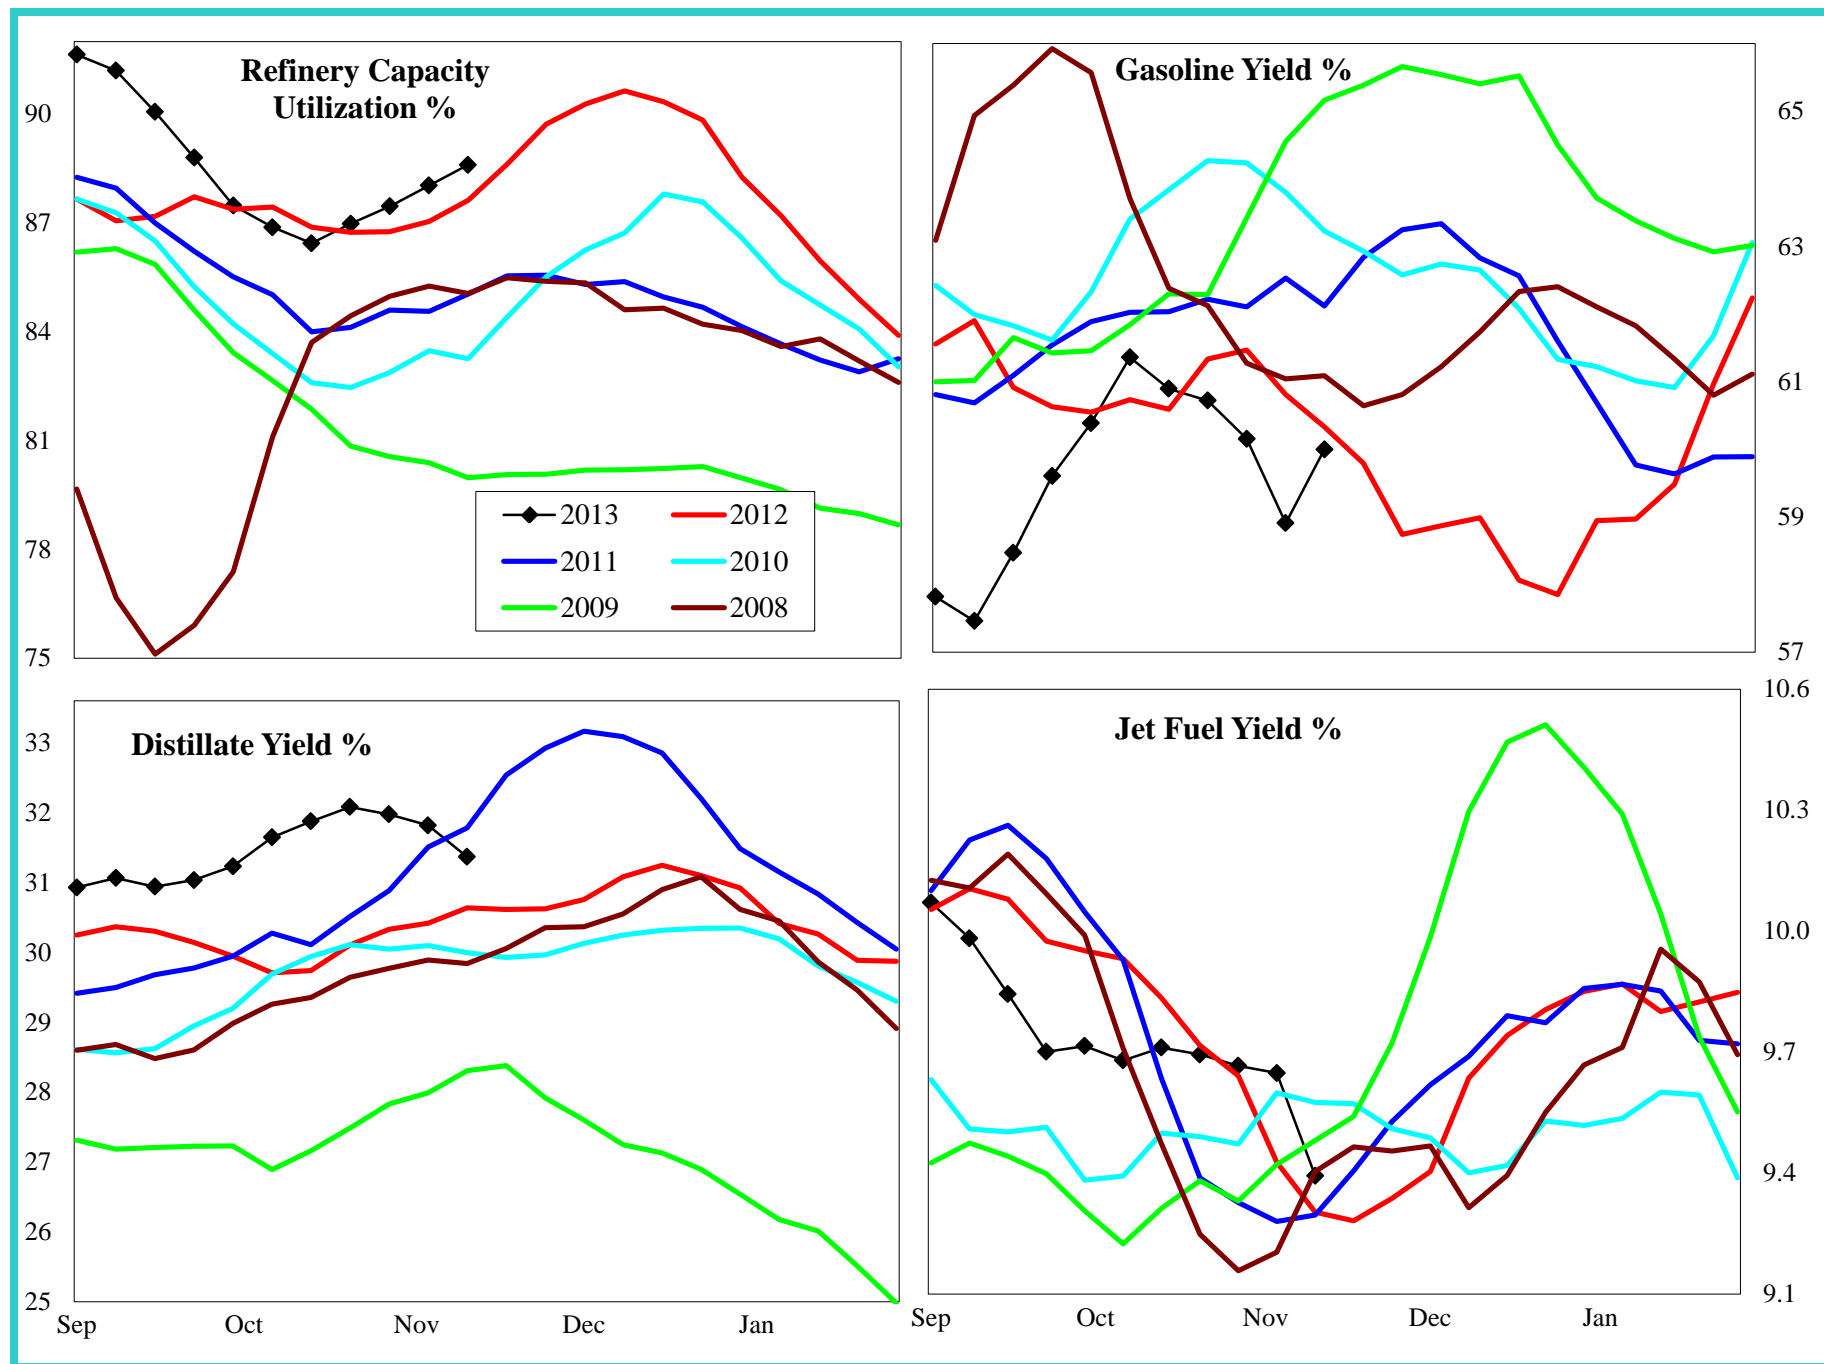 Refinery Capacity
Utilization %
90
87
84
81
78
75
2013
2012
2011
2010
2009
2008
Gasoline Yield %
65
63
61
59
57
Distillate Yield %
33
32
31
30
29
28
27
26
25
Sep
Oct
Nov
Dec
Jan
Jet Fuel Yield %
10.6
10.3
10.0
9.7
9.4
9.1
Sep
Oct
Nov
Dec
Jan